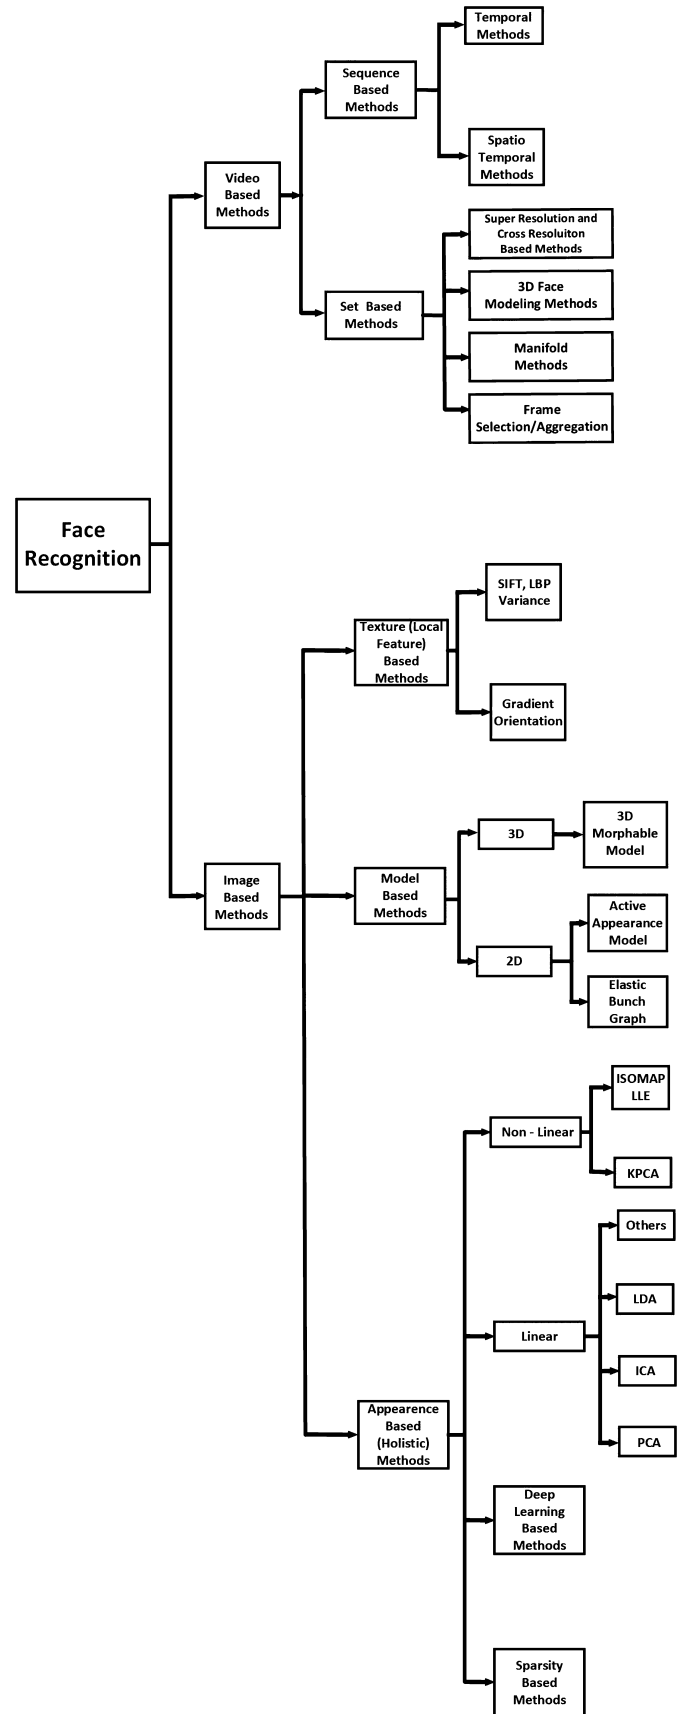 Temporal
Methods
Sequence
Based
Methods
Spatio
Temporal
Methods
Video
Based
Methods
Super Resolution and
Cross Resoluiton
Based Methods
3D Face
Modeling Methods
Set Based
Methods
Manifold
Methods
Frame
Selection/Aggregation
Face
Recognition
SIFT, LBP
Variance
Texture (Local
Feature)
Based
Methods
Gradient
Orientation
3D
Morphable
Model
3D
Image
Based
Methods
Model
Based
Methods
Active
Appearance
Model
2D
Elastic
Bunch
Graph
ISOMAP
LLE
Non - Linear
KPCA
Others
LDA
Linear
ICA
Appearence
Based
(Holistic)
Methods
PCA
Deep
Learning
Based
Methods
Sparsity
Based
Methods